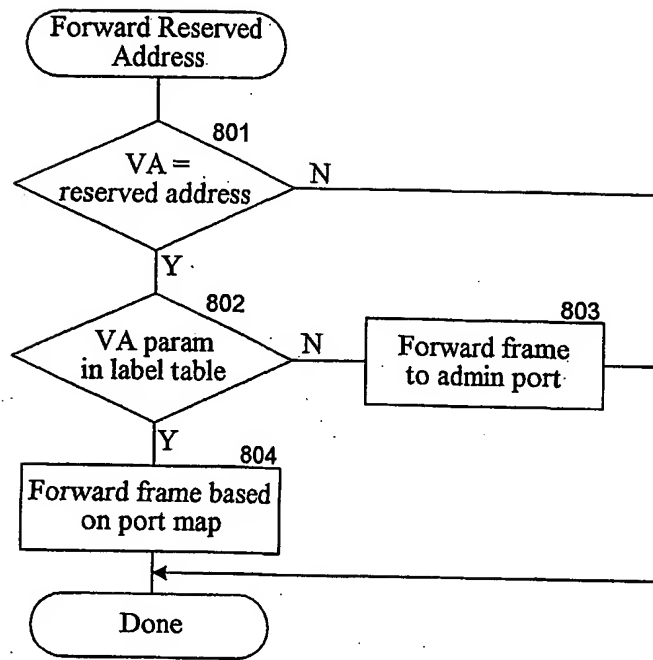 Forward Reserved
Address
801
VA =
reserved address
N
Y
802
VA param
in label table
N
803
Forward frame
to admin port
Y
804
Forward frame based
on port map
Done